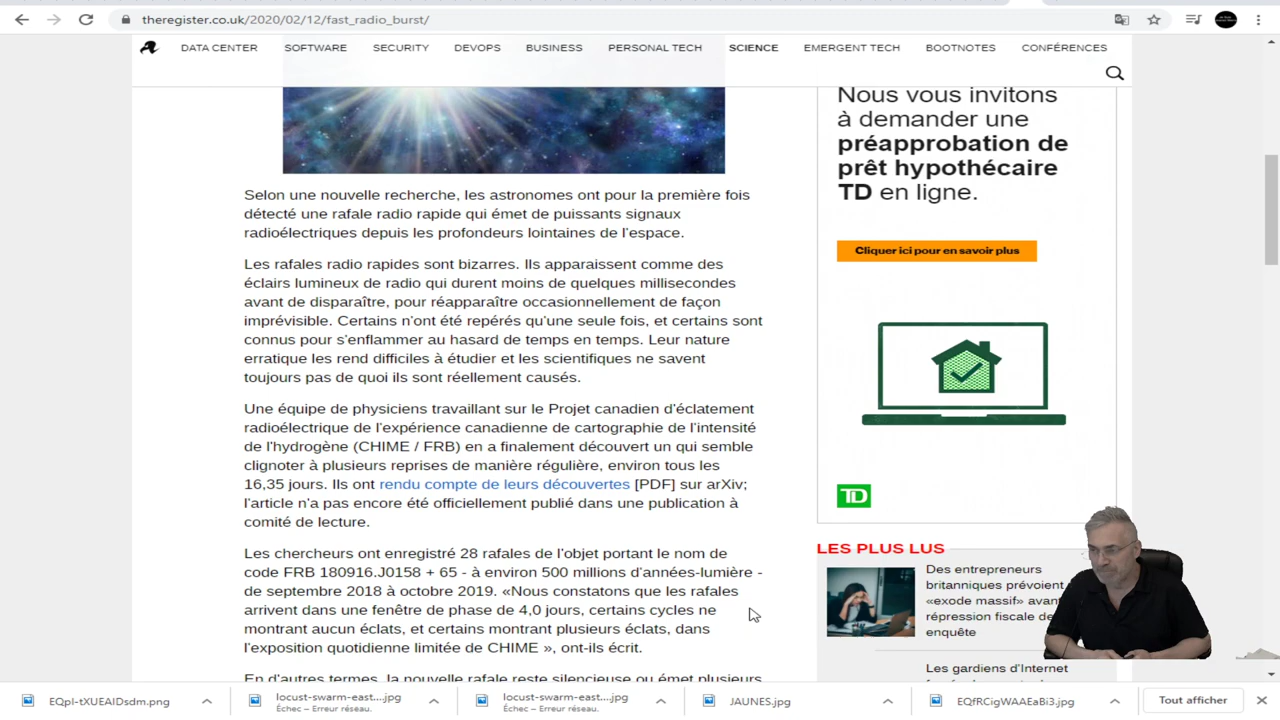 theregister.co.uk/2020/02/12/fast_radio_burst/
DATA CENTER SOFTWARE SECURITY DEVOPS BUSINESS PERSONAL TECH SCIENCE EMERGENT TECH BOOTNOTES CONFÉRENCES
Selon une nouvelle recherche, les astronomes ont pour la première fois
détecté une rafale radio rapide qui émet de puissants signaux
radioélectriques depuis les profondeurs lointaines de l'espace.
Les rafales radio rapides sont bizarres. Ils apparaissent comme des
éclairs lumineux de radio qui durent moins de quelques millisecondes
avant de disparaître, pour réapparaître occasionnellement de façon
imprévisible. Certains n'ont été repérés qu'une seule fois, et certains sont
connus pour s'enflammer au hasard de temps en temps. Leur nature
erratique les rend difficiles à étudier et les scientifiques ne savent
toujours pas de quoi ils sont réellement causés.
Une équipe de physiciens travaillant sur le Projet canadien d'éclatement
radioélectrique de l'expérience canadienne de cartographie de l'intensité
de l'hydrogène (CHIME / FRB) en a finalement découvert un qui semble
clignoter à plusieurs reprises de manière régulière, environ tous les
16,35 jours. Ils ont rendu compte de leurs découvertes [PDF] sur arXiv;
l'article n'a pas encore été officiellement publié dans une publication à
comité de lecture.
Les chercheurs ont enregistré 28 rafales de l'objet portant le nom de
code FRB 180916.J0158 + 65 - à environ 500 millions d'années-lumière -
de septembre 2018 à octobre 2019. «Nous constatons que les rafales
arrivent dans une fenêtre de phase de 4,0 jours, certains cycles ne
montrant aucun éclats, et certains montrant plusieurs éclats, dans
l'exposition quotidienne limitée de CHIME », ont-ils écrit.
En d'autres termes, la nouvelle rafale reste silencieuse ou émet plusieurs
Nous vous invitons
à demander une
préapprobation de
prêt hypothécaire
TD en ligne.
Cliquer ici pour en savoir plus
TD
LES PLUS LUS
Des entrepreneurs
britanniques prévoient
«exode massif» avant
répression fiscale de
enquête
Les gardiens d'Internet
EQpI-tXUEAIDsdm.png
locust-swarm-east....jpg
Échec – Erreur réseau.
locust-swarm-east....jpg
Échec – Erreur réseau.
JAUNES.jpg
EQfRCigWAAEaBi3.jpg
Tout afficher